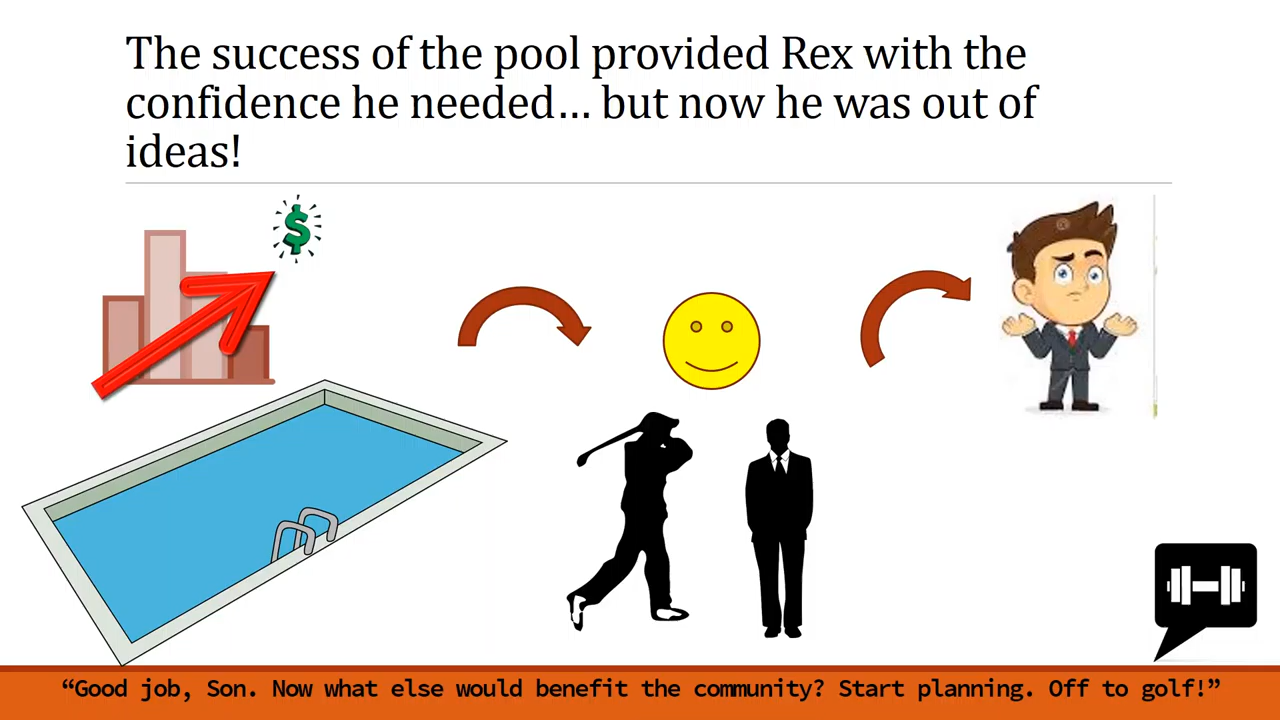 The success of the pool provided Rex with the
confidence he needed… but now he was out of
ideas!
$
“Good job, Son. Now what else would benefit the community? Start planning. Off to golf!”